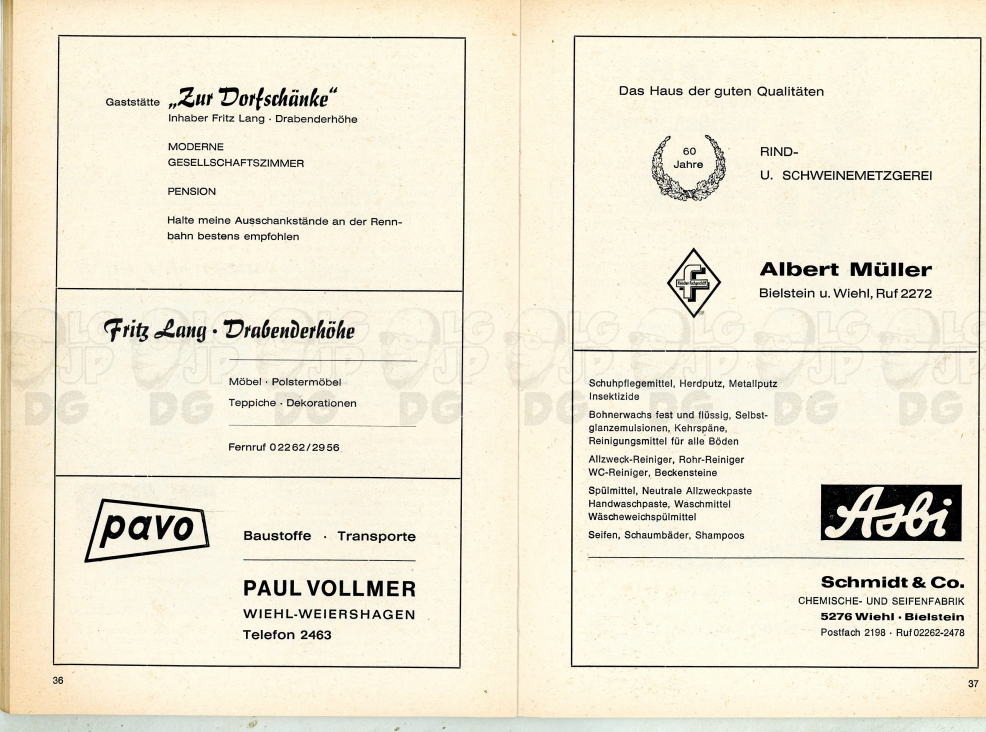 Gaststätte „Zur Dorfschänke“
Inhaber Fritz Lang · Drabenderhöhe
MODERNE
GESELLSCHAFTSZIMMER
PENSION
Halte meine Ausschankstände an der Renn-
bahn bestens empfohlen
Fritz Lang · Drabenderhöhe
Möbel · Polstermöbel
Teppiche · Dekorationen
Fernruf 02262/2956
pavo
Baustoffe · Transporte
PAUL VOLLMER
WIEHL-WEIERSHAGEN
Telefon 2463
36
Das Haus der guten Qualitäten
60
Jahre
RIND-
U. SCHWEINEMETZGEREI
f
Albert Müller
Bielstein u. Wiehl, Ruf 2272
Schuhpflegemittel, Herdputz, Metallputz
Insektizide
Bohnerwachs fest und flüssig, Selbst-
glanzemulsionen, Kehrspäne,
Reinigungsmittel für alle Böden
Allzweck-Reiniger, Rohr-Reiniger
WC-Reiniger, Beckensteine
Spülmittel, Neutrale Allzweckpaste
Handwaschpaste, Waschmittel
Wäscheweichspülmittel
Seifen, Schaumbäder, Shampoos
Asbi
Schmidt & Co.
CHEMISCHE- UND SEIFENFABRIK
5276 Wiehl · Bielstein
Postfach 2198 · Ruf 02262-2478
37
LG
JP
DG